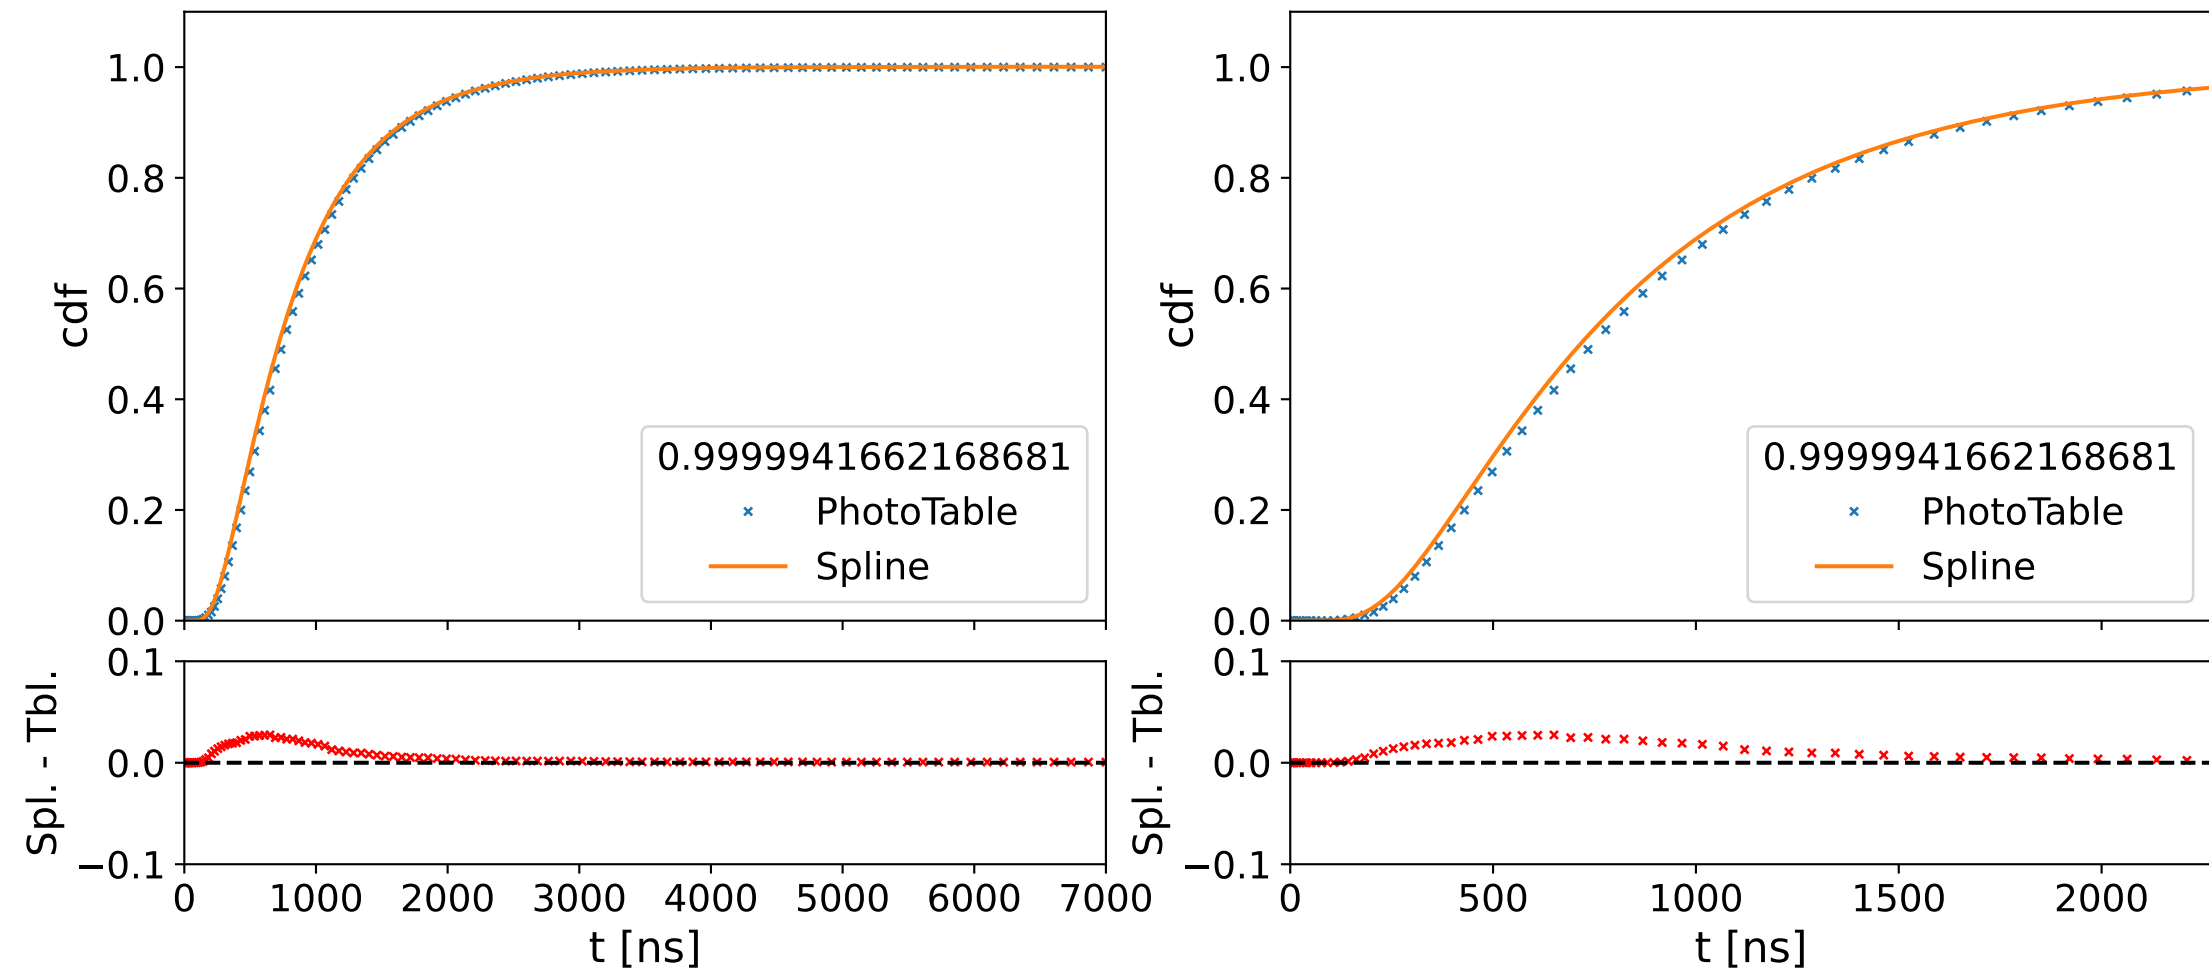 cdf
1.0
0.8
0.6
0.4
0.2
0.0
0.9999941662168681
PhotoTable
Spline
Spl. - Tbl.
0.1
0.0
−0.1
0 1000 2000 3000 4000 5000 6000 7000
t [ns]
cdf
1.0
0.8
0.6
0.4
0.2
0.0
0.9999941662168681
PhotoTable
Spline
Spl. - Tbl.
0.1
0.0
−0.1
0 500 1000 1500 2000
t [ns]